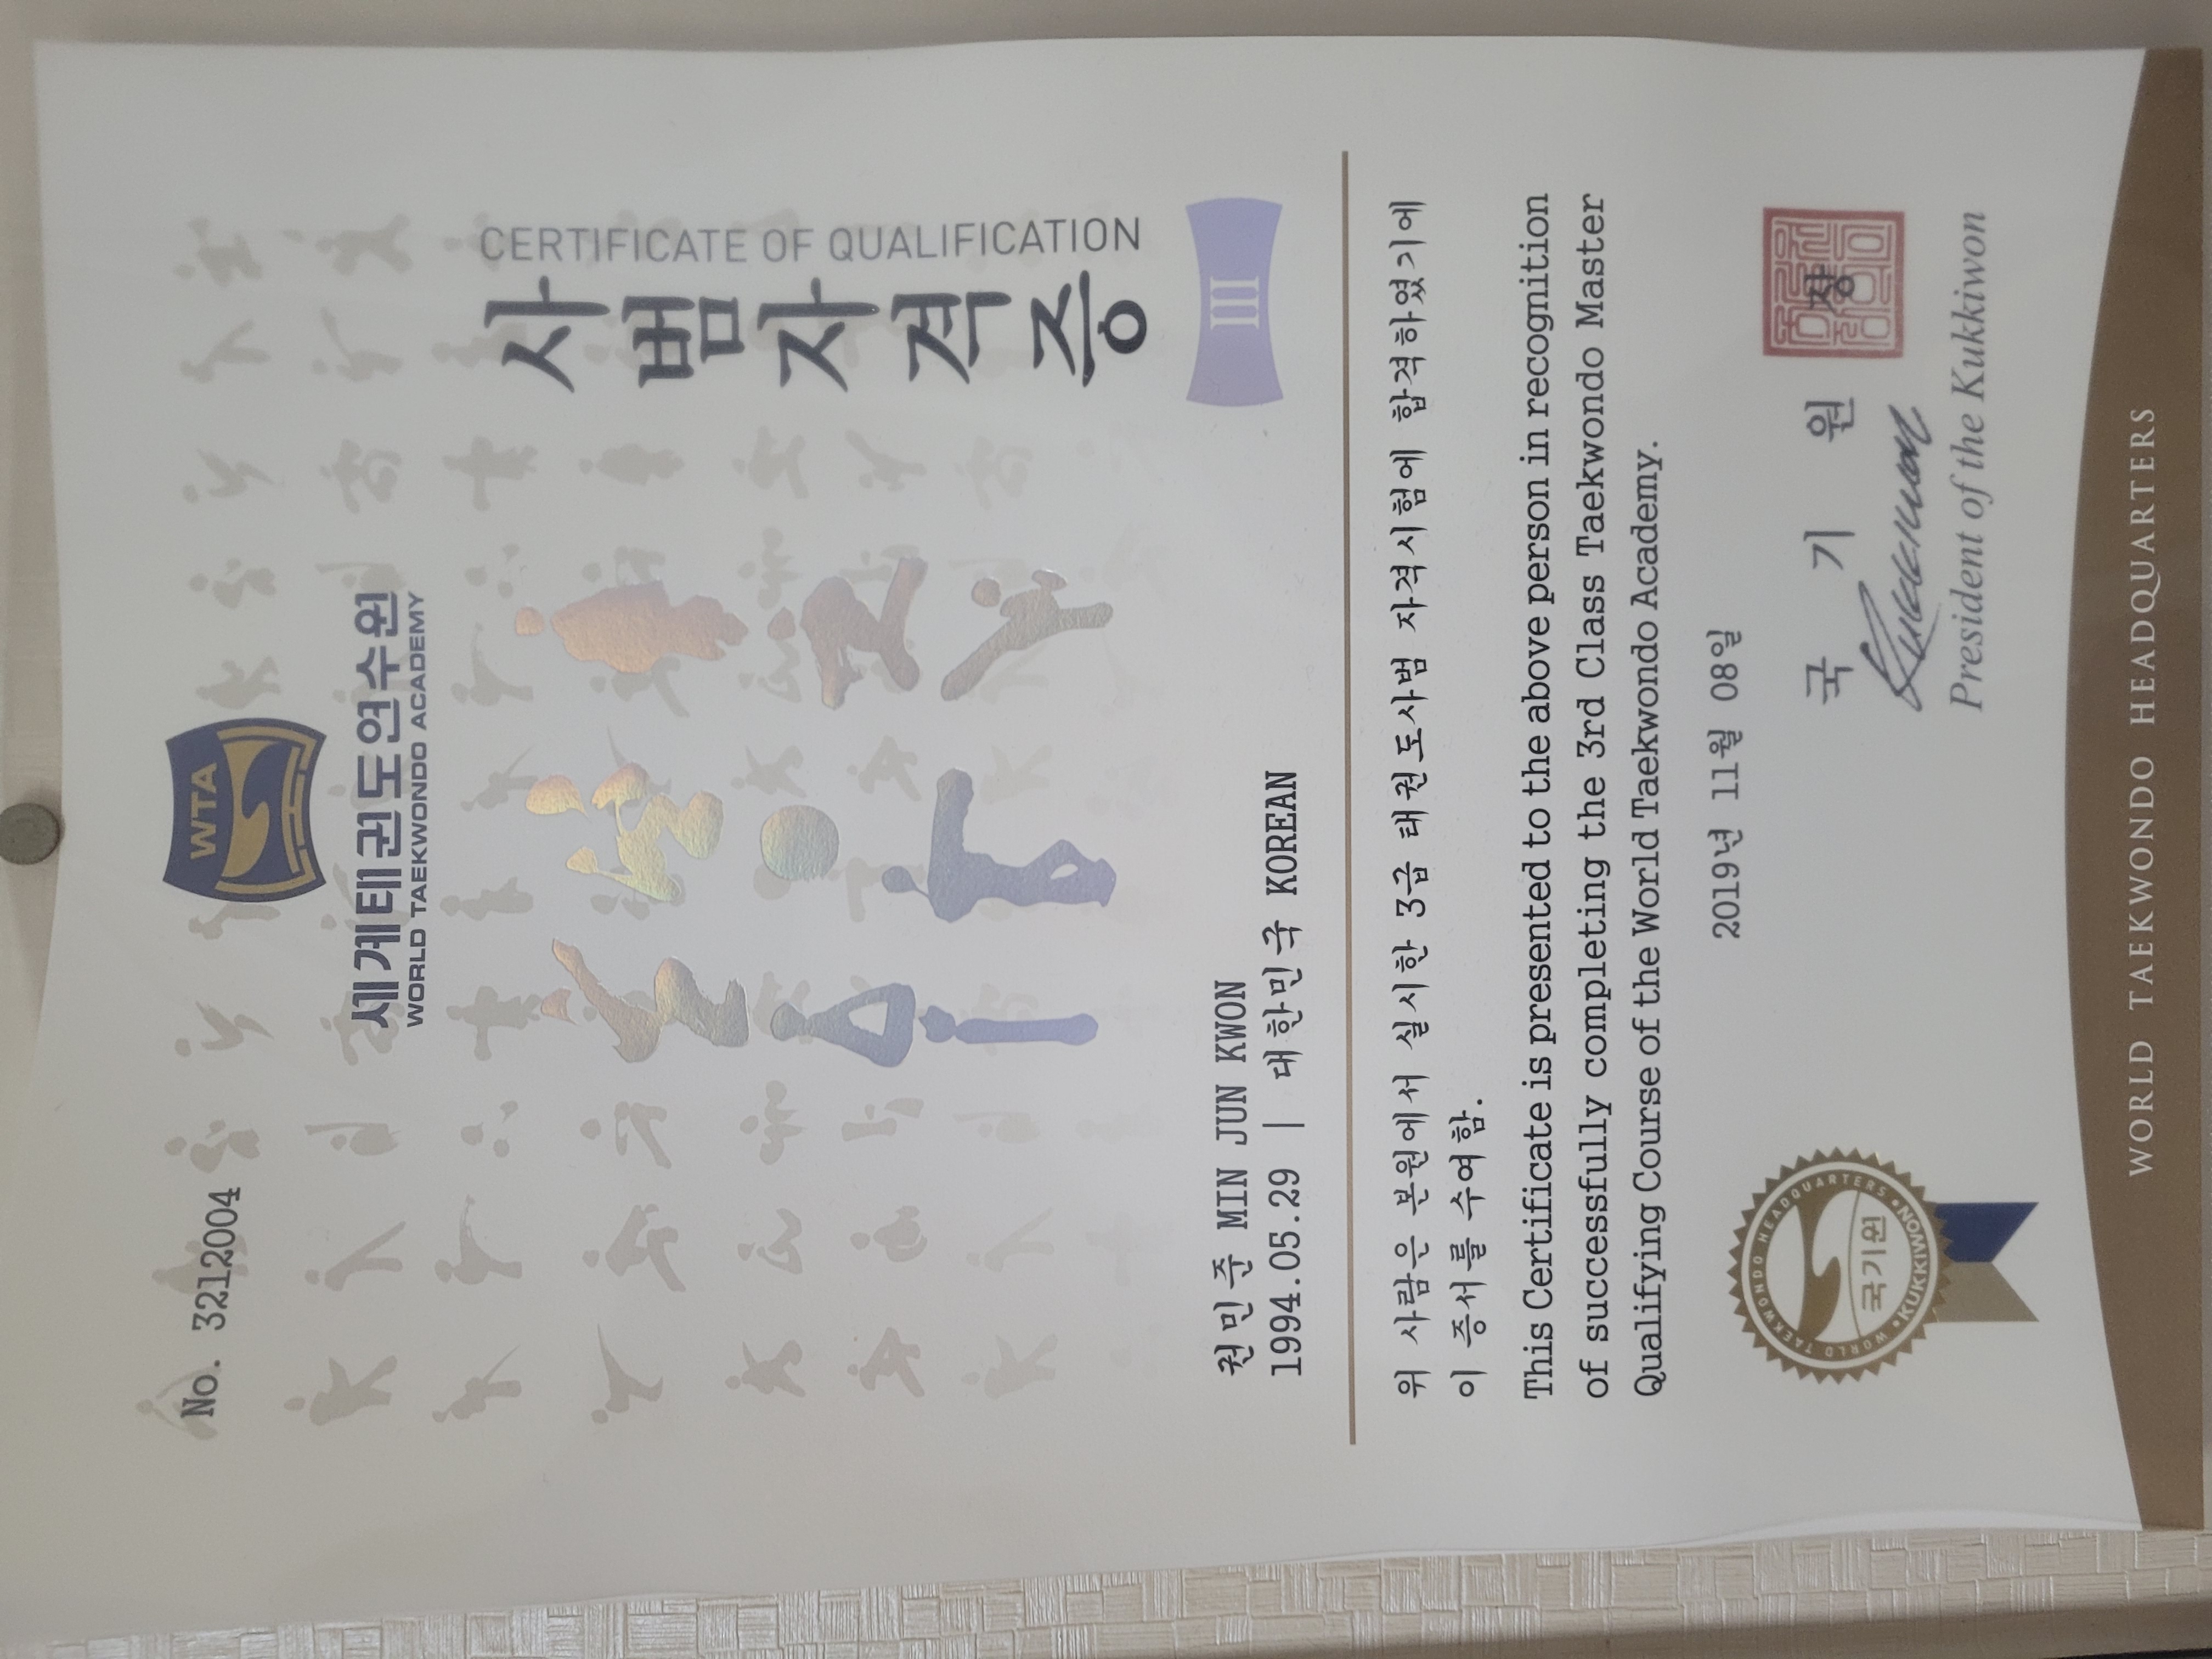 No. 3212004
WTA
세계태권도연수원
WORLD TAEKWONDO ACADEMY
사범자격증
CERTIFICATE OF QUALIFICATION
III
권민준 MIN JUN KWON
1994.05.29 | 대한민국 KOREAN
위 사람은 본원에서 실시한 3급 태권도사범 자격시험에 합격하였기에
이 증서를 수여함.
This Certificate is presented to the above person in recognition
of successfully completing the 3rd Class Taekwondo Master
Qualifying Course of the World Taekwondo Academy.
2019년 11월 08일
국기원장
President of the Kukkiwon
WORLD TAEKWONDO HEADQUARTERS
국기원
KUKKIWON
WORLD TAEKWONDO HEADQUARTERS